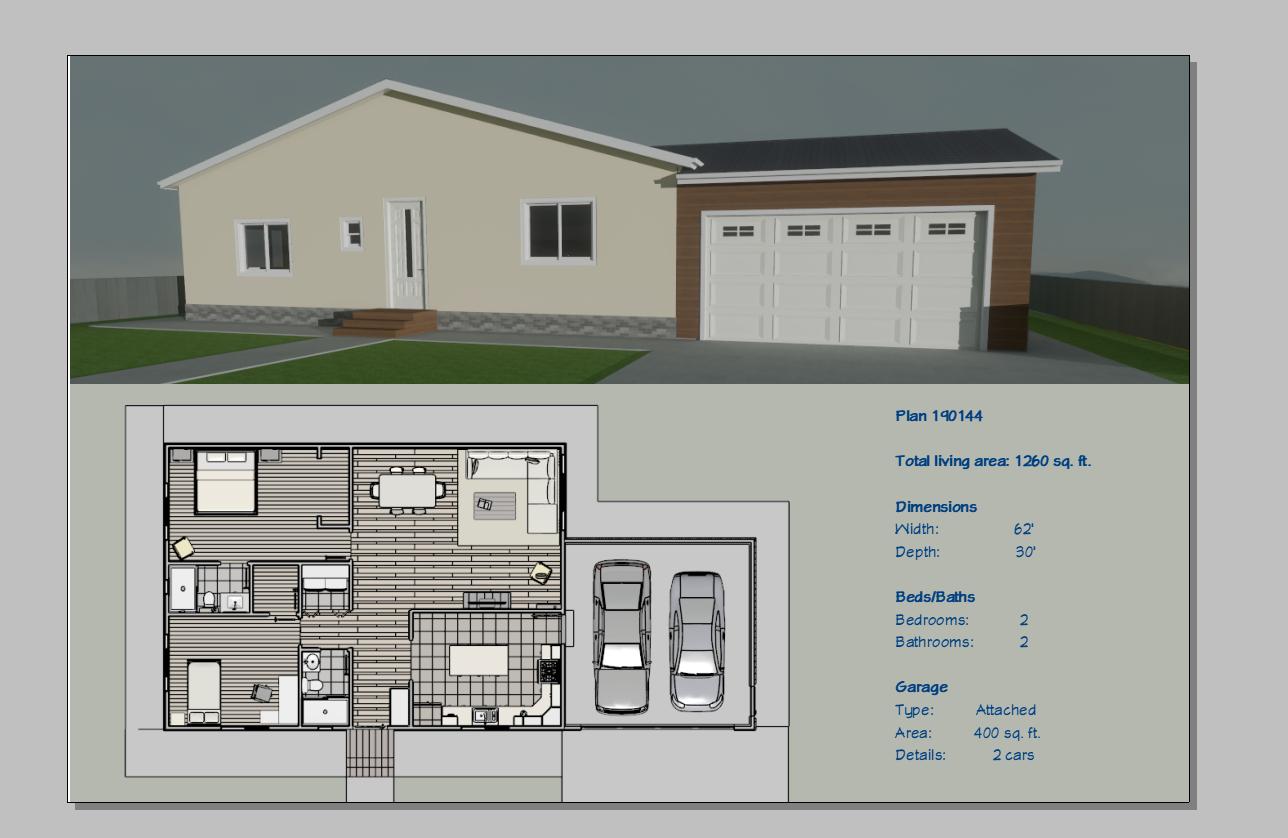 Plan 190144
Total living area: 1260 sq. ft.
Dimensions
Width: 62'
Depth: 30'
Beds/Baths
Bedrooms: 2
Bathrooms: 2
Garage
Type: Attached
Area: 400 sq. ft.
Details: 2 cars